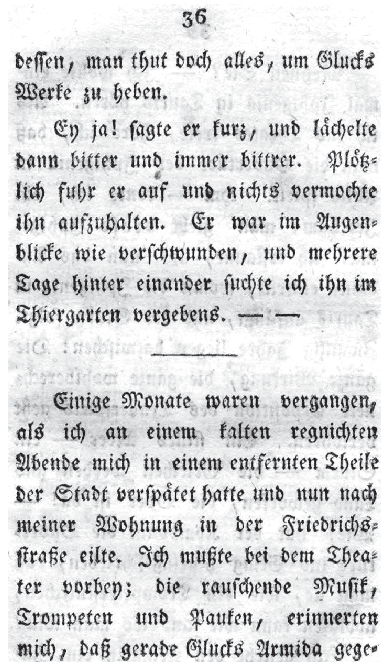 36
dessen, man thut doch alles, um Glucks
Werke zu heben.
Ey ja! sagte er kurz, und lächelte
dann bitter und immer bittrer. Plötz-
lich fuhr er auf und nichts vermochte
ihn aufzuhalten. Er war im Augen-
blicke wie verschwunden, und mehrere
Tage hinter einander suchte ich ihn im
Thiergarten vergebens. — —
Einige Monate waren vergangen,
als ich an einem kalten regnichten
Abende mich in einem entfernten Theile
der Stadt verspätet hatte und nun nach
meiner Wohnung in der Friedrichs-
straße eilte. Ich mußte bei dem Thea-
ter vorbey; die rauschende Musik,
Trompeten und Pauken, erinnerten
mich, daß gerade Glucks Armida gege-